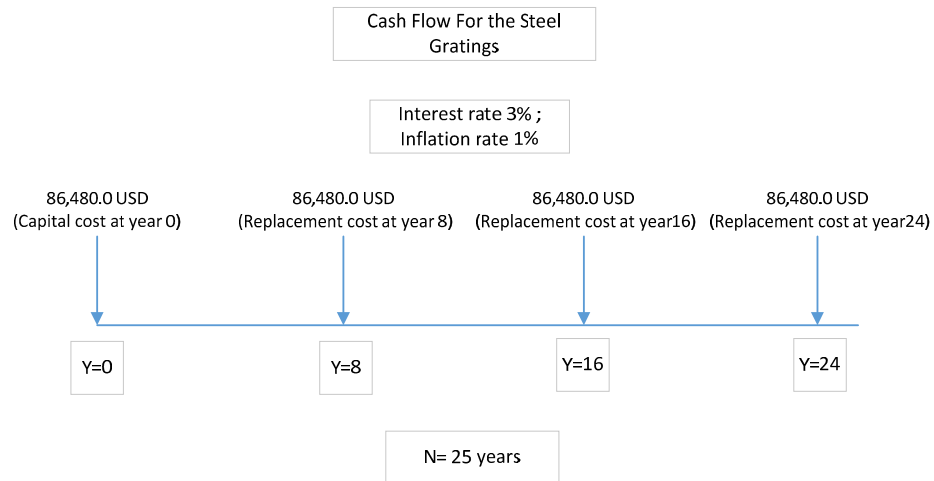 Cash Flow For the Steel
Gratings
Interest rate 3% ;
Inflation rate 1%
86,480.0 USD
(Capital cost at year 0)
86,480.0 USD
(Replacement cost at year 8)
86,480.0 USD
(Replacement cost at year16)
86,480.0 USD
(Replacement cost at year24)
Y=0
Y=8
Y=16
Y=24
N= 25 years